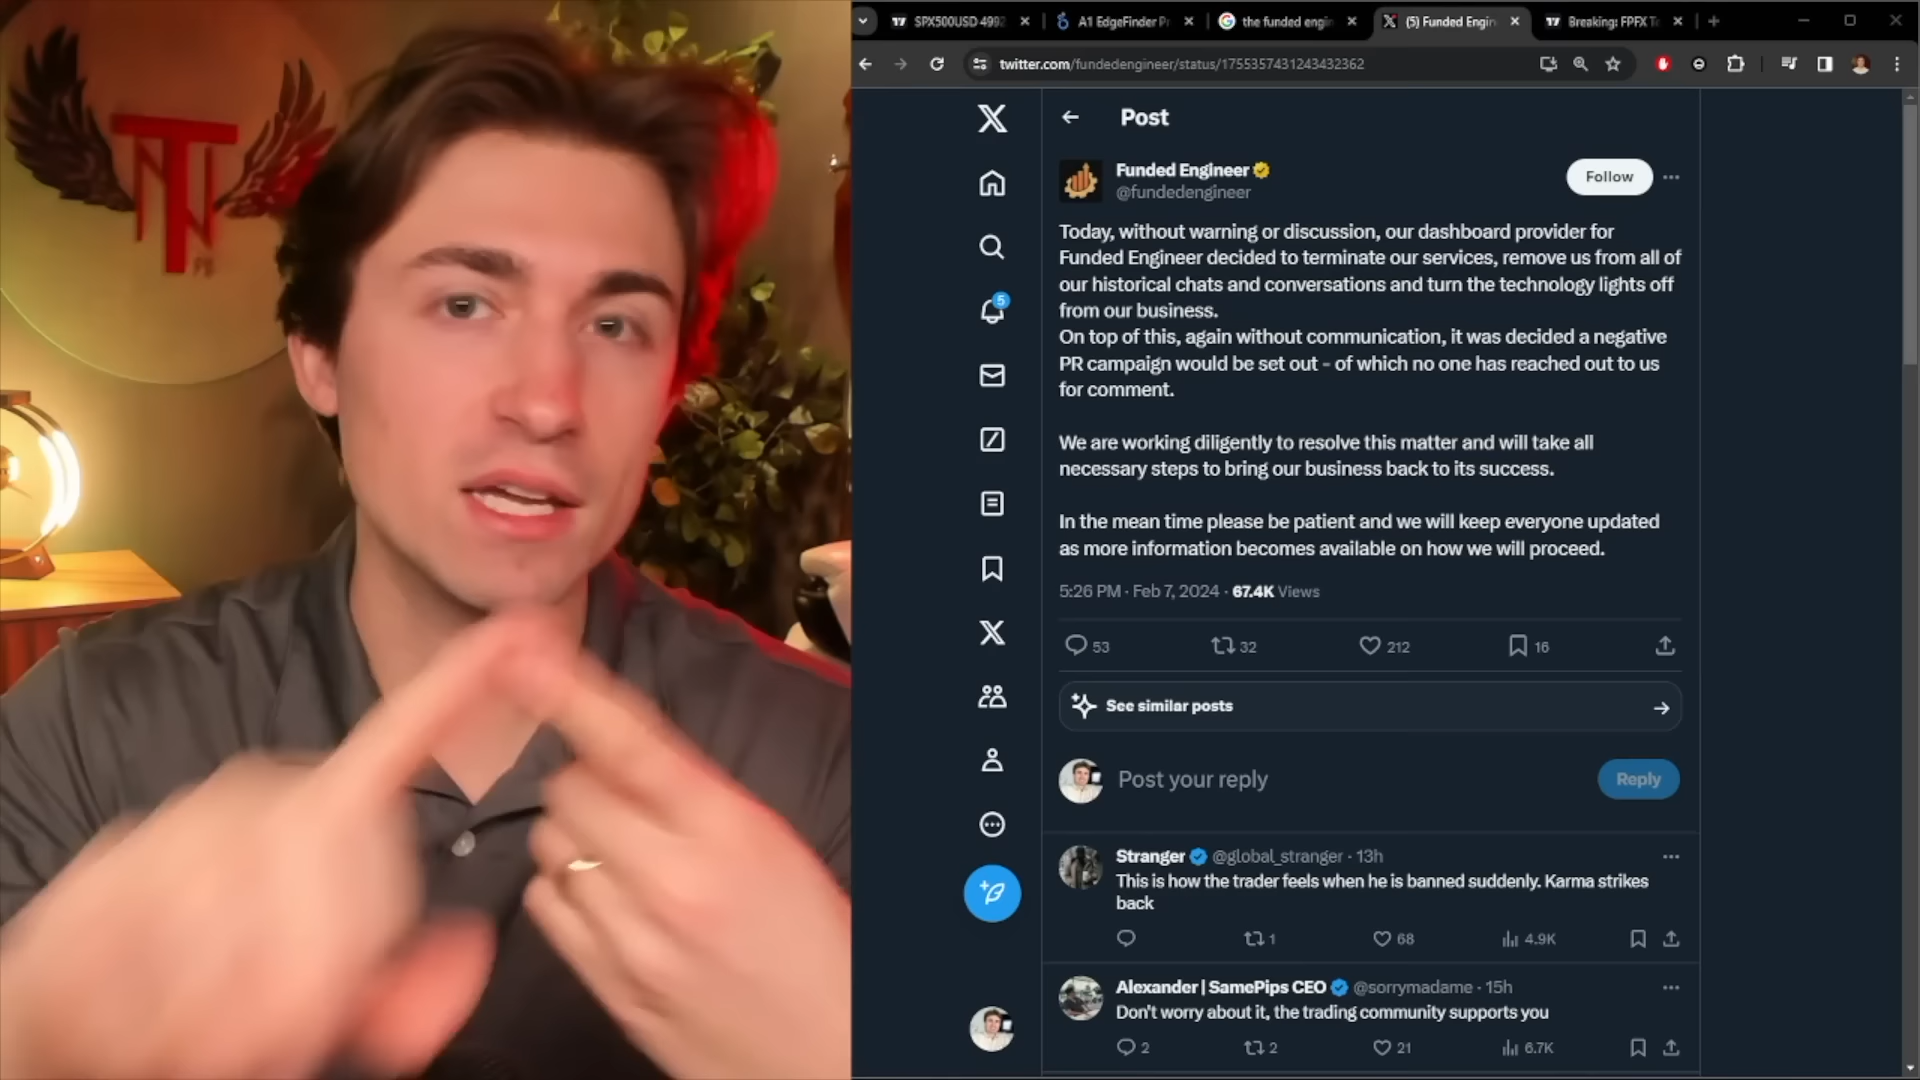 SPX500USD 4992
A1 EdgeFinder Pr
the funded engin
(5) Funded Engin
Breaking: FPFX T
twitter.com/fundedengineer/status/1755357431243432362
Post
Funded Engineer
@fundedengineer
Follow
Today, without warning or discussion, our dashboard provider for
Funded Engineer decided to terminate our services, remove us from all of
our historical chats and conversations and turn the technology lights off
from our business.
On top of this, again without communication, it was decided a negative
PR campaign would be set out - of which no one has reached out to us
for comment.
We are working diligently to resolve this matter and will take all
necessary steps to bring our business back to its success.
In the mean time please be patient and we will keep everyone updated
as more information becomes available on how we will proceed.
5:26 PM · Feb 7, 2024 · 67.4K Views
53 32 212 16
See similar posts
Post your reply
Reply
Stranger @global_stranger · 13h
This is how the trader feels when he is banned suddenly. Karma strikes
back
1 68 4.9K
Alexander | SamePips CEO @sorrymadame · 15h
Don't worry about it, the trading community supports you
2 2 21 6.7K
5